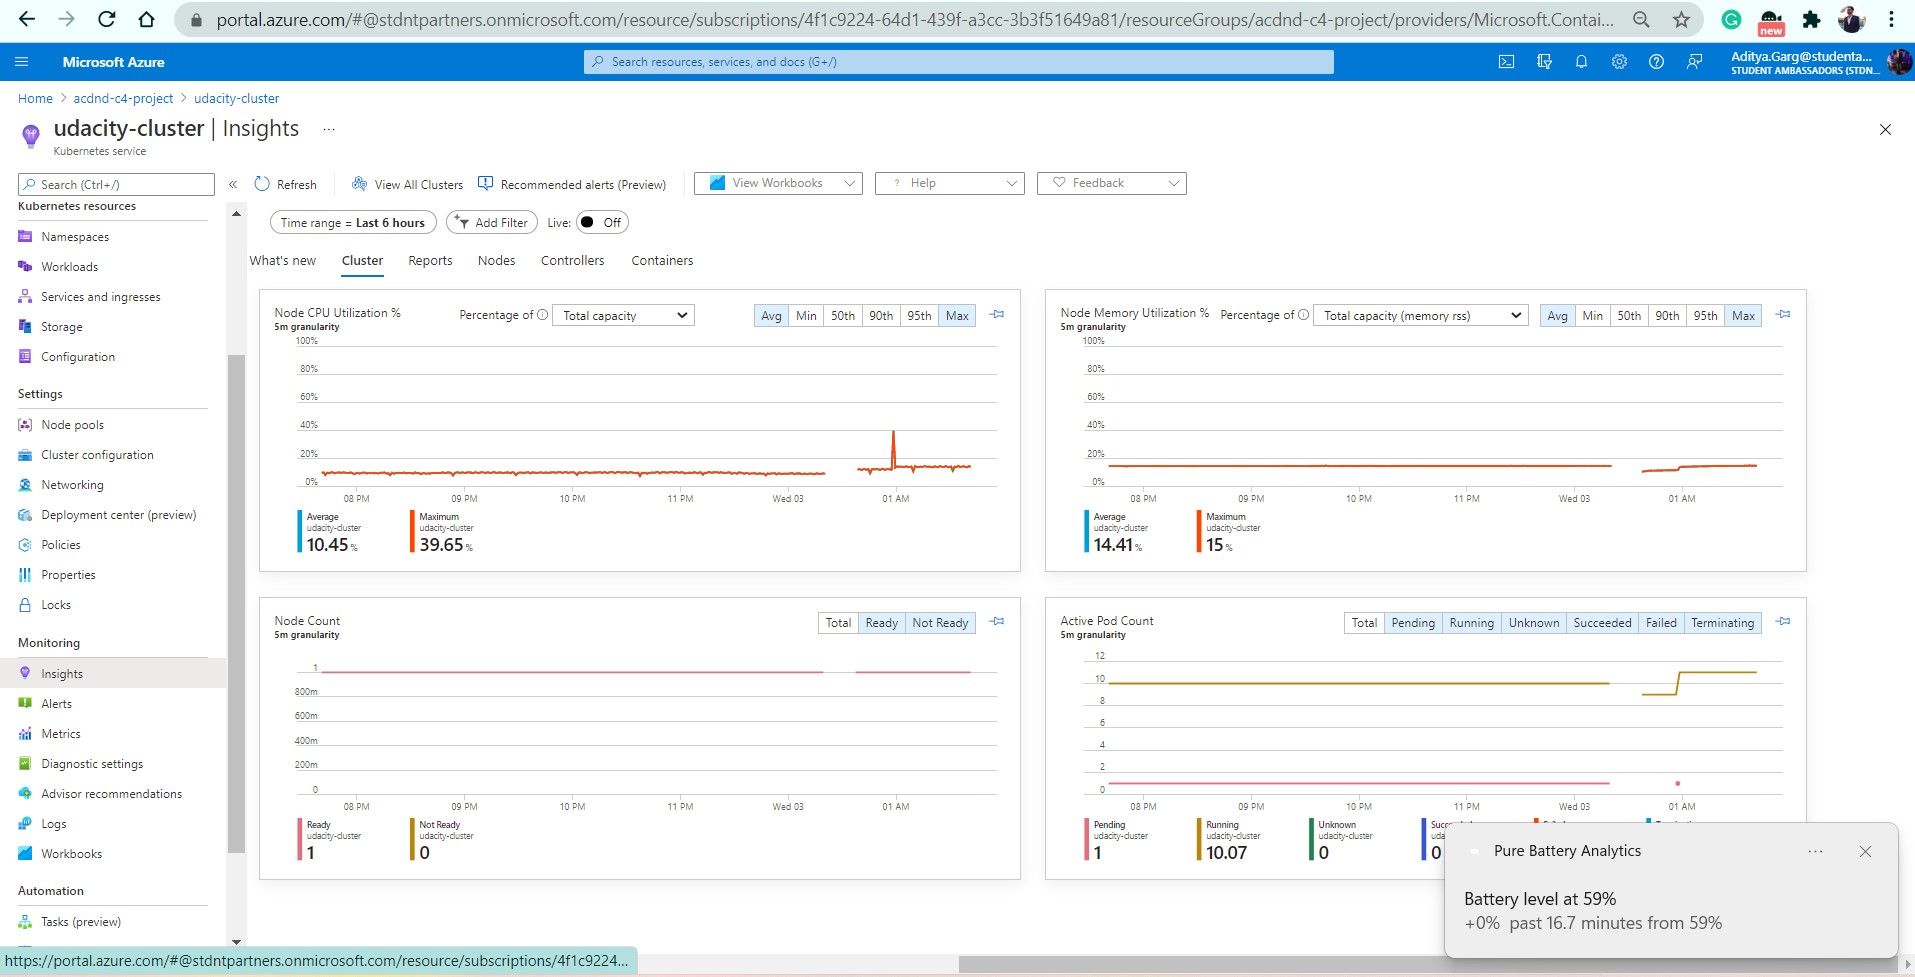 portal.azure.com/#@stdntpartners.onmicrosoft.com/resource/subscriptions/4f1c9224-64d1-439f-a3cc-3b3f51649a81/resourceGroups/acdnd-c4-project/providers/Microsoft.Contai...
new
Microsoft Azure
Search resources, services, and docs (G+/)
Aditya.Garg@studenta...
STUDENT AMBASSADORS (STDN...
Home > acdnd-c4-project > udacity-cluster
udacity-cluster | Insights ...
Kubernetes service
Search (Ctrl+/)
«
Refresh
View All Clusters
Recommended alerts (Preview)
View Workbooks
? Help
Feedback
Kubernetes resources
Namespaces
Workloads
Services and ingresses
Storage
Configuration
Settings
Node pools
Cluster configuration
Networking
Deployment center (preview)
Policies
Properties
Locks
Monitoring
Insights
Alerts
Metrics
Diagnostic settings
Advisor recommendations
Logs
Workbooks
Automation
Tasks (preview)
Time range = Last 6 hours
Add Filter
Live: Off
What's new Cluster Reports Nodes Controllers Containers
Node CPU Utilization %
5m granularity
Percentage of Total capacity
Avg Min 50th 90th 95th Max
100%
80%
60%
40%
20%
0%
08 PM 09 PM 10 PM 11 PM Wed 03 01 AM
Average
udacity-cluster
10.45 %
Maximum
udacity-cluster
39.65 %
Node Memory Utilization %
5m granularity
Percentage of Total capacity (memory rss)
Avg Min 50th 90th 95th Max
100%
80%
60%
40%
20%
0%
08 PM 09 PM 10 PM 11 PM Wed 03 01 AM
Average
udacity-cluster
14.41 %
Maximum
udacity-cluster
15 %
Node Count
5m granularity
Total Ready Not Ready
1
800m
600m
400m
200m
0
08 PM 09 PM 10 PM 11 PM Wed 03 01 AM
Ready
udacity-cluster
1
Not Ready
udacity-cluster
0
Active Pod Count
5m granularity
Total Pending Running Unknown Succeeded Failed Terminating
12
10
8
6
4
2
0
08 PM 09 PM 10 PM 11 PM Wed 03 01 AM
Pending
udacity-cluster
1
Running
udacity-cluster
10.07
Unknown
udacity-cluster
0
udacity-cluster
0
Pure Battery Analytics
...
Battery level at 59%
+0% past 16.7 minutes from 59%
https://portal.azure.com/#@stdntpartners.onmicrosoft.com/resource/subscriptions/4f1c9224...